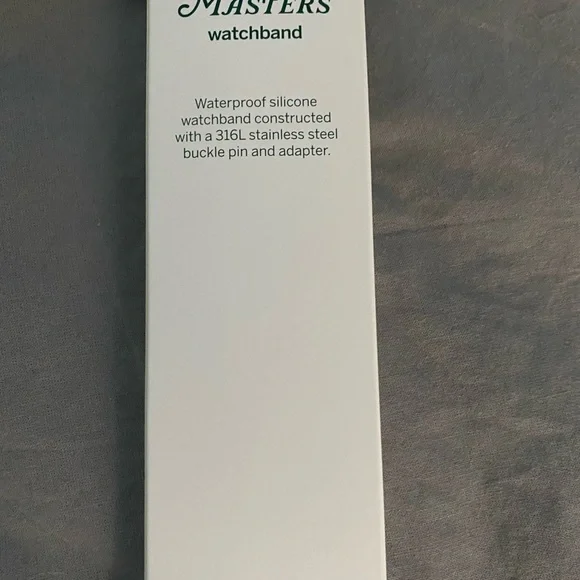 MASTERS
watchband
Waterproof silicone
watchband constructed
with a 316L stainless steel
buckle pin and adapter.